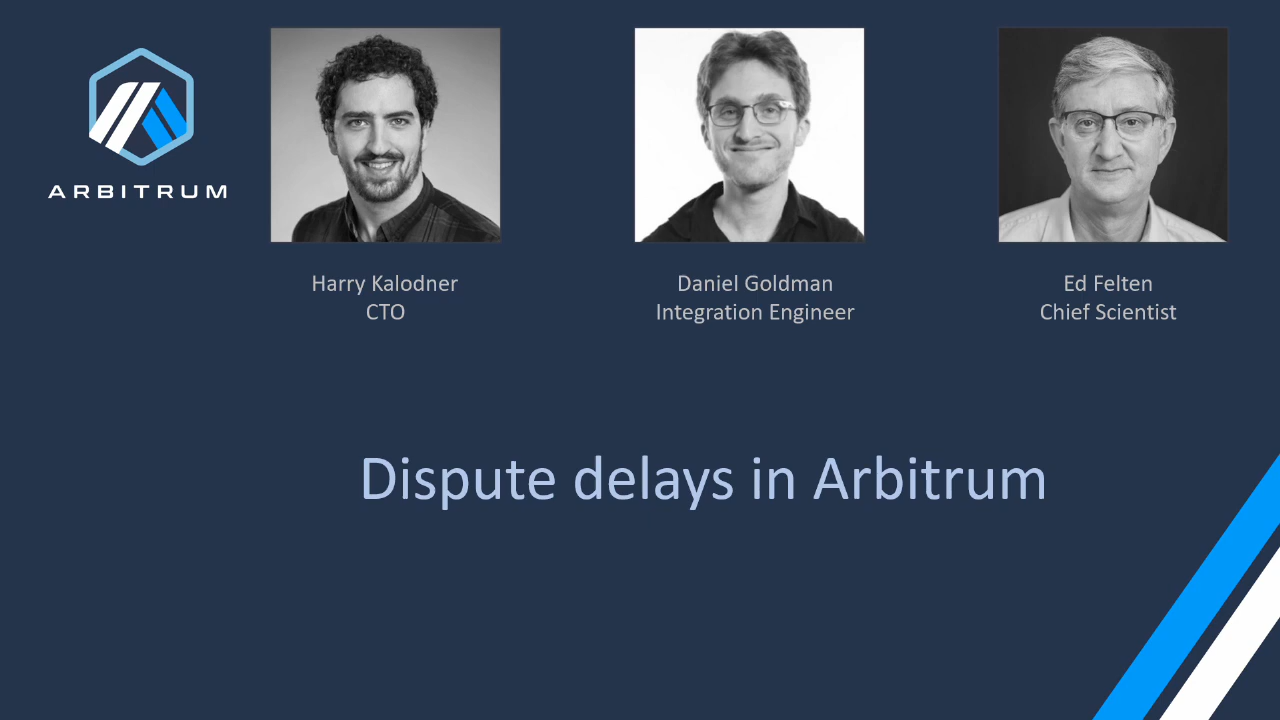 ARBITRUM
Harry Kalodner
CTO
Daniel Goldman
Integration Engineer
Ed Felten
Chief Scientist
Dispute delays in Arbitrum